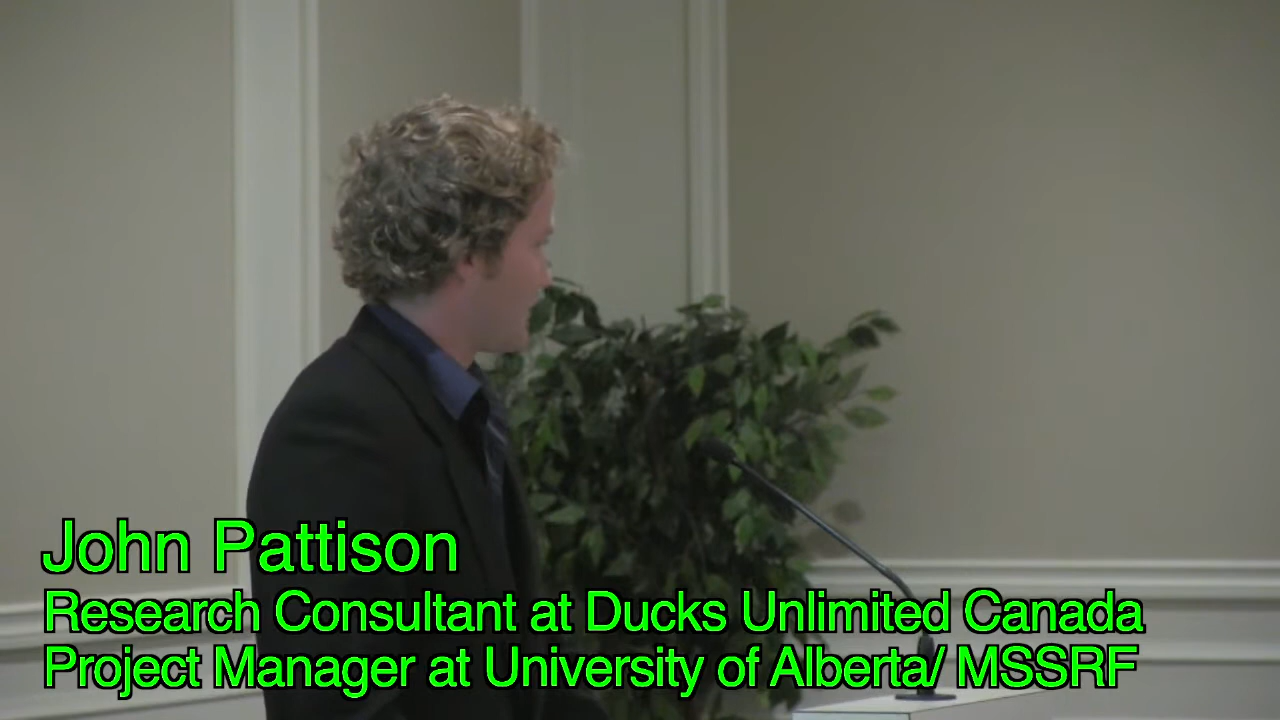 John Pattison
Research Consultant at Ducks Unlimited Canada
Project Manager at University of Alberta/ MSSRF